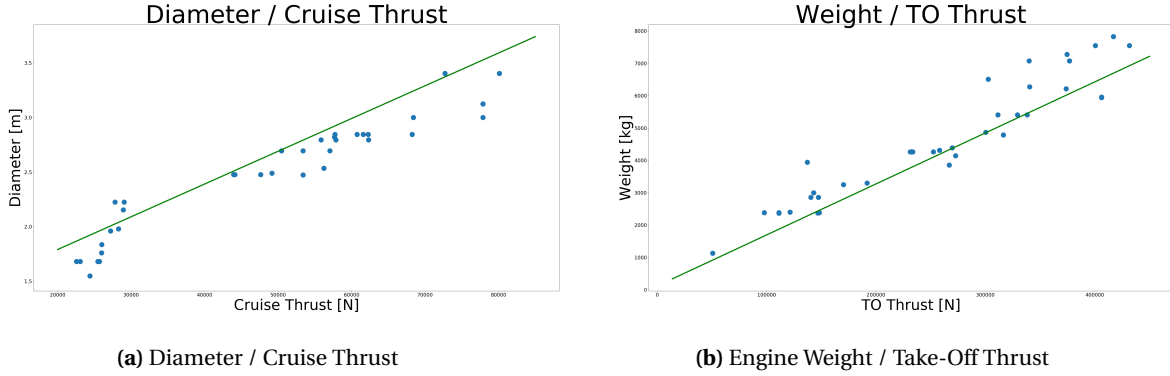 Diameter / Cruise Thrust
Diameter [m]
3.5
3.0
2.5
2.0
1.5
20000 30000 40000 50000 60000 70000 80000
Cruise Thrust [N]
(a) Diameter / Cruise Thrust
Weight / TO Thrust
Weight [kg]
8000
7000
6000
5000
4000
3000
2000
1000
0
0 100000 200000 300000 400000
TO Thrust [N]
(b) Engine Weight / Take-Off Thrust